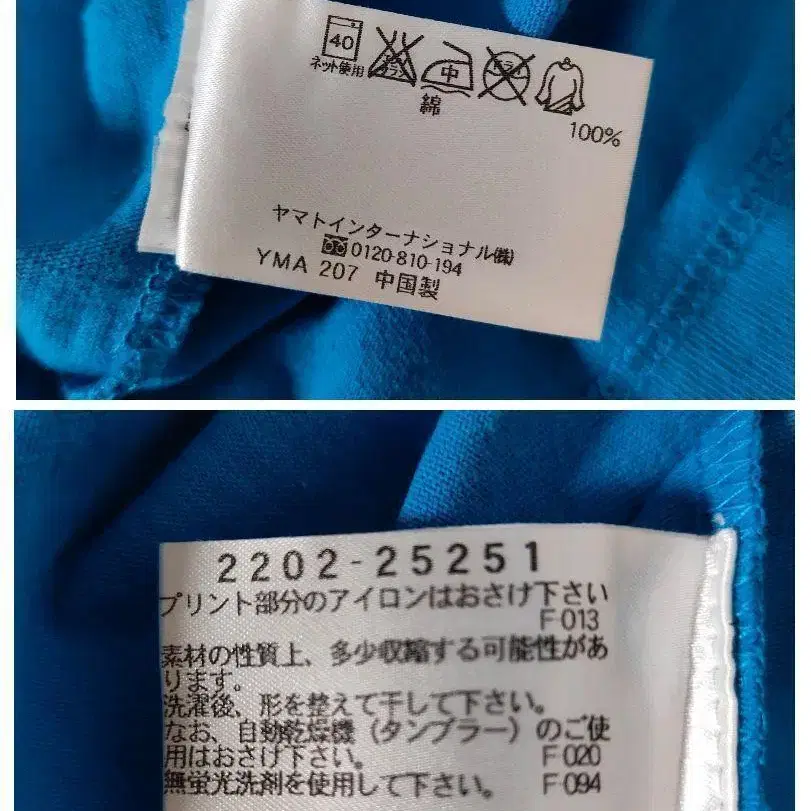 40
ネット使用
中
ドライ
綿
100%
ヤマトインターナショナル㈱
0120-810-194
YMA 207 中国製
2202-25251
プリント部分のアイロンはおさけ下さい
F013
素材の性質上、多少収縮する可能性があ
ります。
洗濯後、形を整えて干して下さい。
なお、自動乾燥機（タンブラー）のご使
用はおさけ下さい。 F020
無蛍光洗剤を使用して下さい。 F094